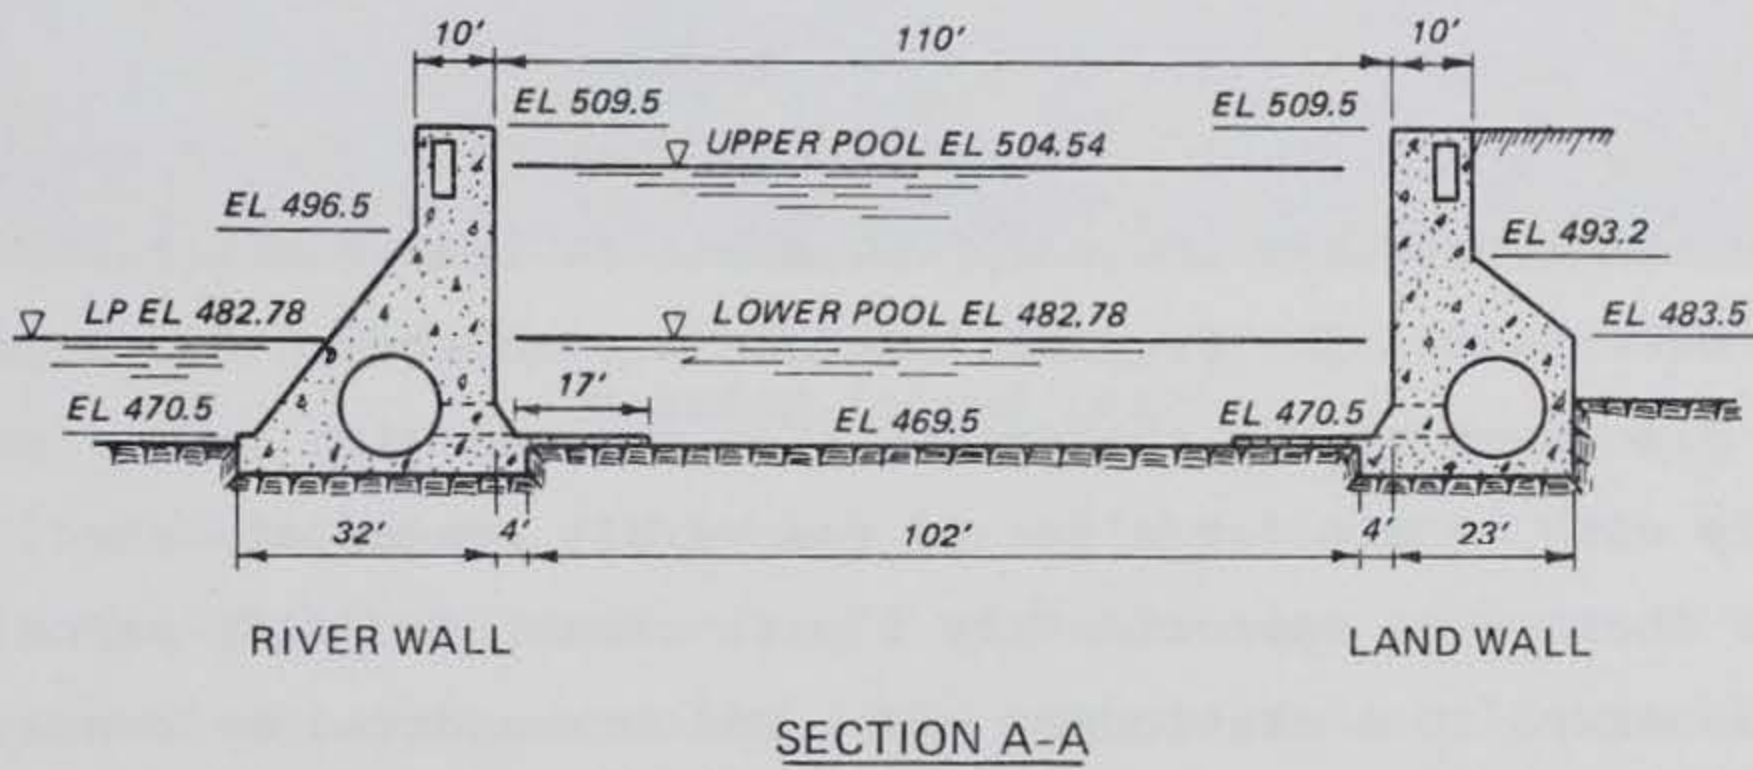 10' 110' 10'
EL 509.5 EL 509.5
UPPER POOL EL 504.54
EL 496.5 EL 493.2
LP EL 482.78 LOWER POOL EL 482.78 EL 483.5
17'
EL 470.5 EL 469.5 EL 470.5
32' 4' 102' 4' 23'
RIVER WALL LAND WALL
SECTION A-A